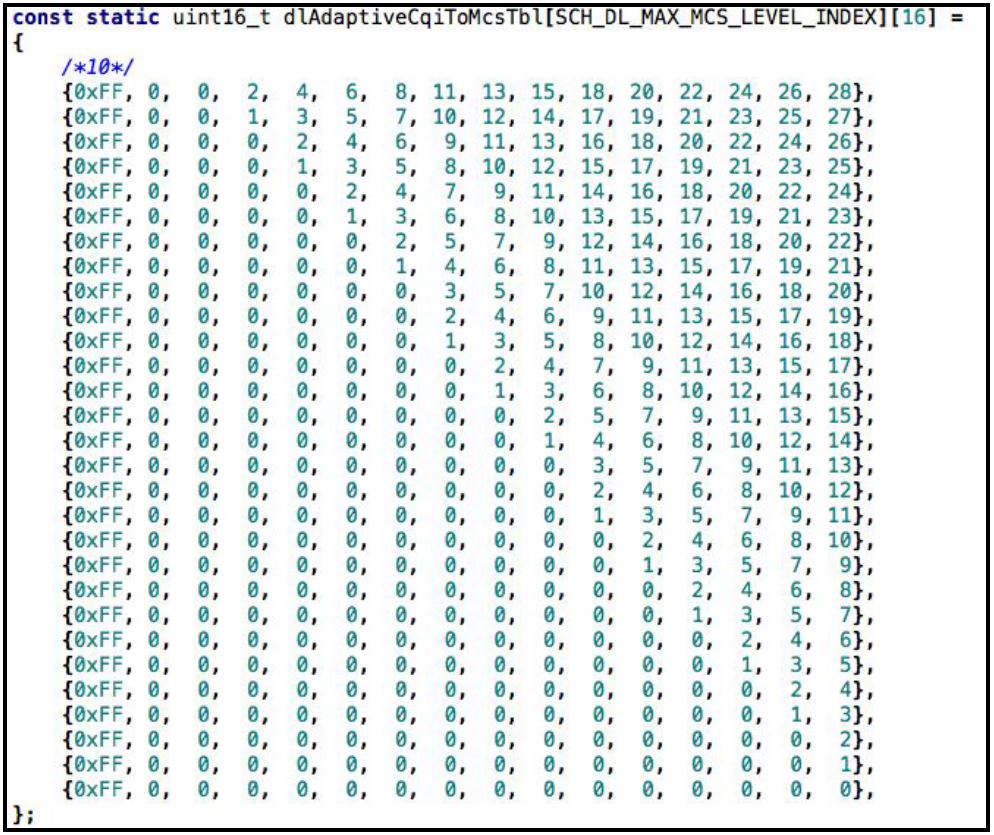 const static uint16_t dlAdaptiveCqiToMcsTbl[SCH_DL_MAX_MCS_LEVEL_INDEX][16] =
{
    /*10*/
    {0xFF, 0, 0, 2, 4, 6, 8, 11, 13, 15, 18, 20, 22, 24, 26, 28},
    {0xFF, 0, 0, 1, 3, 5, 7, 10, 12, 14, 17, 19, 21, 23, 25, 27},
    {0xFF, 0, 0, 0, 2, 4, 6, 9, 11, 13, 16, 18, 20, 22, 24, 26},
    {0xFF, 0, 0, 0, 1, 3, 5, 8, 10, 12, 15, 17, 19, 21, 23, 25},
    {0xFF, 0, 0, 0, 0, 2, 4, 7, 9, 11, 14, 16, 18, 20, 22, 24},
    {0xFF, 0, 0, 0, 0, 1, 3, 6, 8, 10, 13, 15, 17, 19, 21, 23},
    {0xFF, 0, 0, 0, 0, 0, 2, 5, 7, 9, 12, 14, 16, 18, 20, 22},
    {0xFF, 0, 0, 0, 0, 0, 1, 4, 6, 8, 11, 13, 15, 17, 19, 21},
    {0xFF, 0, 0, 0, 0, 0, 0, 3, 5, 7, 10, 12, 14, 16, 18, 20},
    {0xFF, 0, 0, 0, 0, 0, 0, 2, 4, 6, 9, 11, 13, 15, 17, 19},
    {0xFF, 0, 0, 0, 0, 0, 0, 1, 3, 5, 8, 10, 12, 14, 16, 18},
    {0xFF, 0, 0, 0, 0, 0, 0, 0, 2, 4, 7, 9, 11, 13, 15, 17},
    {0xFF, 0, 0, 0, 0, 0, 0, 0, 1, 3, 6, 8, 10, 12, 14, 16},
    {0xFF, 0, 0, 0, 0, 0, 0, 0, 0, 2, 5, 7, 9, 11, 13, 15},
    {0xFF, 0, 0, 0, 0, 0, 0, 0, 0, 1, 4, 6, 8, 10, 12, 14},
    {0xFF, 0, 0, 0, 0, 0, 0, 0, 0, 0, 3, 5, 7, 9, 11, 13},
    {0xFF, 0, 0, 0, 0, 0, 0, 0, 0, 0, 2, 4, 6, 8, 10, 12},
    {0xFF, 0, 0, 0, 0, 0, 0, 0, 0, 0, 1, 3, 5, 7, 9, 11},
    {0xFF, 0, 0, 0, 0, 0, 0, 0, 0, 0, 0, 2, 4, 6, 8, 10},
    {0xFF, 0, 0, 0, 0, 0, 0, 0, 0, 0, 0, 1, 3, 5, 7, 9},
    {0xFF, 0, 0, 0, 0, 0, 0, 0, 0, 0, 0, 0, 2, 4, 6, 8},
    {0xFF, 0, 0, 0, 0, 0, 0, 0, 0, 0, 0, 0, 1, 3, 5, 7},
    {0xFF, 0, 0, 0, 0, 0, 0, 0, 0, 0, 0, 0, 0, 2, 4, 6},
    {0xFF, 0, 0, 0, 0, 0, 0, 0, 0, 0, 0, 0, 0, 1, 3, 5},
    {0xFF, 0, 0, 0, 0, 0, 0, 0, 0, 0, 0, 0, 0, 0, 2, 4},
    {0xFF, 0, 0, 0, 0, 0, 0, 0, 0, 0, 0, 0, 0, 0, 1, 3},
    {0xFF, 0, 0, 0, 0, 0, 0, 0, 0, 0, 0, 0, 0, 0, 0, 2},
    {0xFF, 0, 0, 0, 0, 0, 0, 0, 0, 0, 0, 0, 0, 0, 0, 1},
    {0xFF, 0, 0, 0, 0, 0, 0, 0, 0, 0, 0, 0, 0, 0, 0, 0},
};